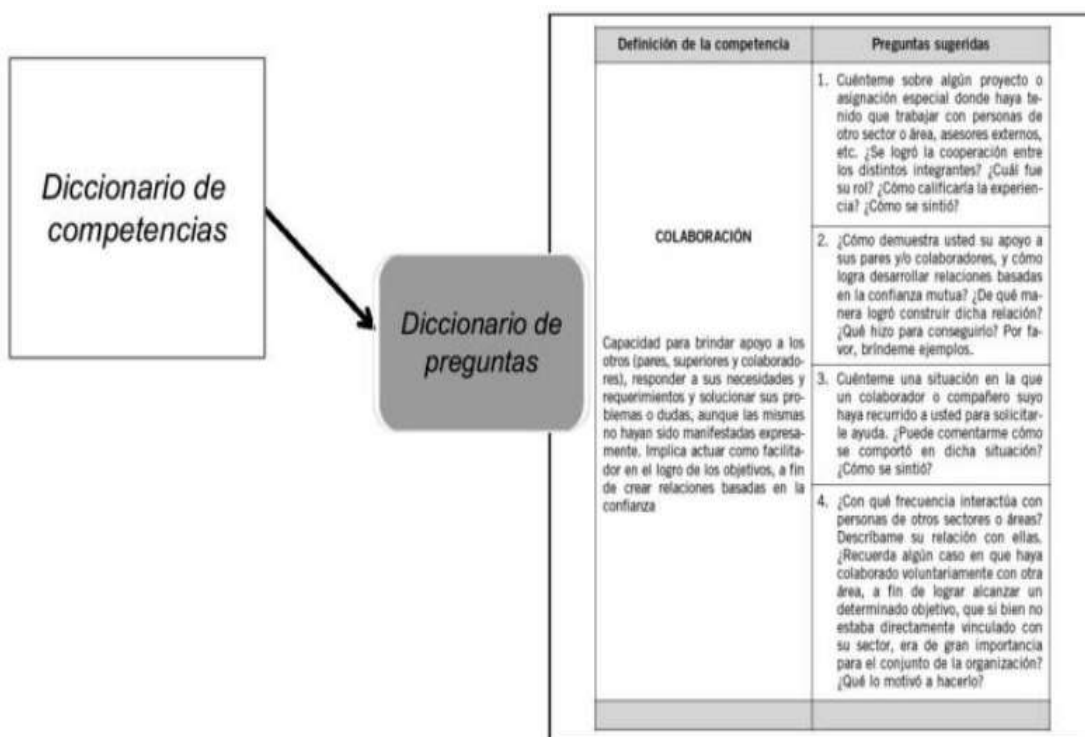 Diccionario de
competencias
Diccionario de
preguntas
Definición de la competencia
Preguntas sugeridas
COLABORACIÓN
Capacidad para brindar apoyo a los
otros (pares, superiores y colaborado-
res), responder a sus necesidades y
requerimientos y solucionar sus pro-
blemas o dudas, aunque las mismas
no hayan sido manifestadas expresa-
mente. Implica actuar como facilita-
dor en el logro de los objetivos, a fin
de crear relaciones basadas en la
confianza
1. Cuénteme sobre algún proyecto o
asignación especial donde haya te-
nido que trabajar con personas de
otro sector o área, asesores externos,
etc. ¿Se logró la cooperación entre
los distintos integrantes? ¿Cuál fue
su rol? ¿Cómo calificaría la experien-
cia? ¿Cómo se sintió?
2. ¿Cómo demuestra usted su apoyo a
sus pares y/o colaboradores, y cómo
logra desarrollar relaciones basadas
en la confianza mutua? ¿De qué ma-
nera logró construir dicha relación?
¿Qué hizo para conseguirlo? Por fa-
vor, bríndeme ejemplos.
3. Cuénteme una situación en la que
un colaborador o compañero suyo
haya recurrido a usted para solicitar-
le ayuda. ¿Puede comentarme cómo
se comportó en dicha situación?
¿Cómo se sintió?
4. ¿Con qué frecuencia interactúa con
personas de otros sectores o áreas?
Descríbame su relación con ellas.
¿Recuerda algún caso en que haya
colaborado voluntariamente con otra
área, a fin de lograr alcanzar un
determinado objetivo, que si bien no
estaba directamente vinculado con
su sector, era de gran importancia
para el conjunto de la organización?
¿Qué lo motivó a hacerlo?